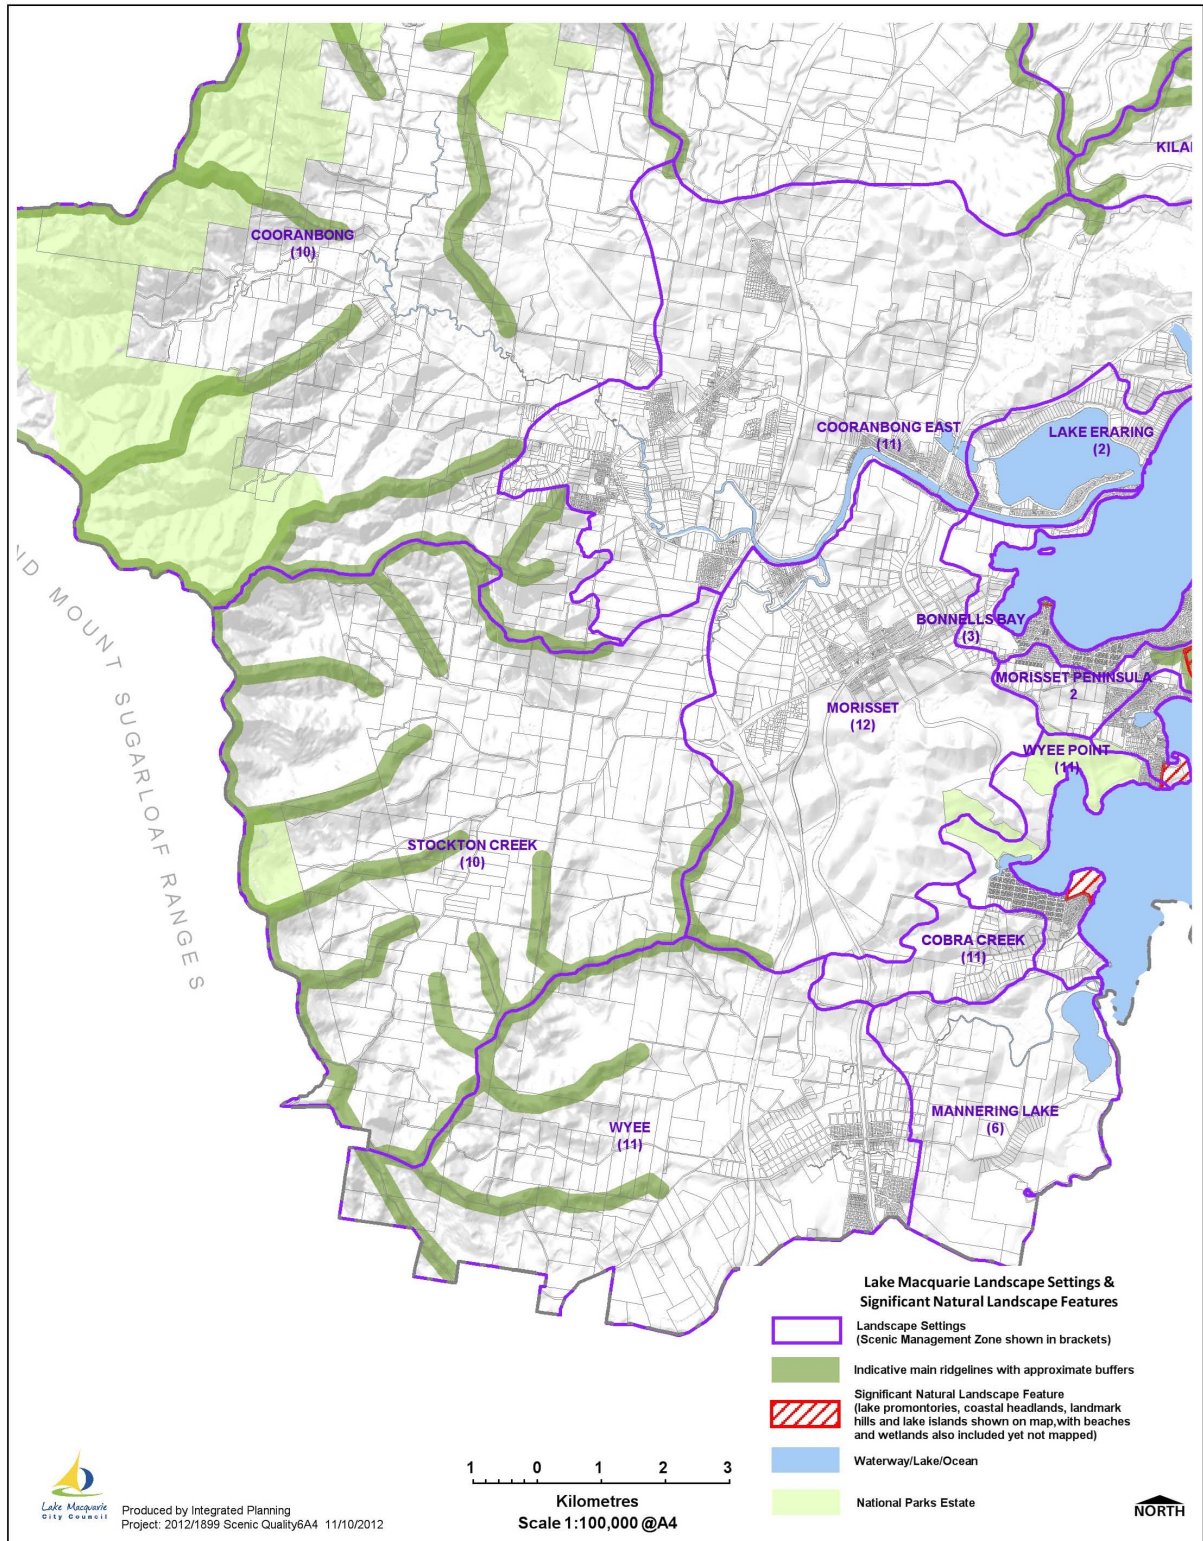 KILA
COORANBONG
(10)
COORANBONG EAST
(11)
LAKE ERARING
(2)
ND MOUNT SUGARLOAF RANGES
BONNELLS BAY
(3)
MORISSET PENINSULA
2
MORISSET
(12)
WYEE POINT
(11)
STOCKTON CREEK
(10)
COBRA CREEK
(11)
MANNERING LAKE
(6)
WYEE
(11)
Lake Macquarie Landscape Settings &
Significant Natural Landscape Features
Landscape Settings
(Scenic Management Zone shown in brackets)
Indicative main ridgelines with approximate buffers
Significant Natural Landscape Feature
(lake promontories, coastal headlands, landmark
hills and lake islands shown on map,with beaches
and wetlands also included yet not mapped)
Waterway/Lake/Ocean
National Parks Estate
1 0 1 2 3
Kilometres
Scale 1:100,000 @A4
NORTH
Lake Macquarie
City Council
Produced by Integrated Planning
Project: 2012/1899 Scenic Quality6A4 11/10/2012